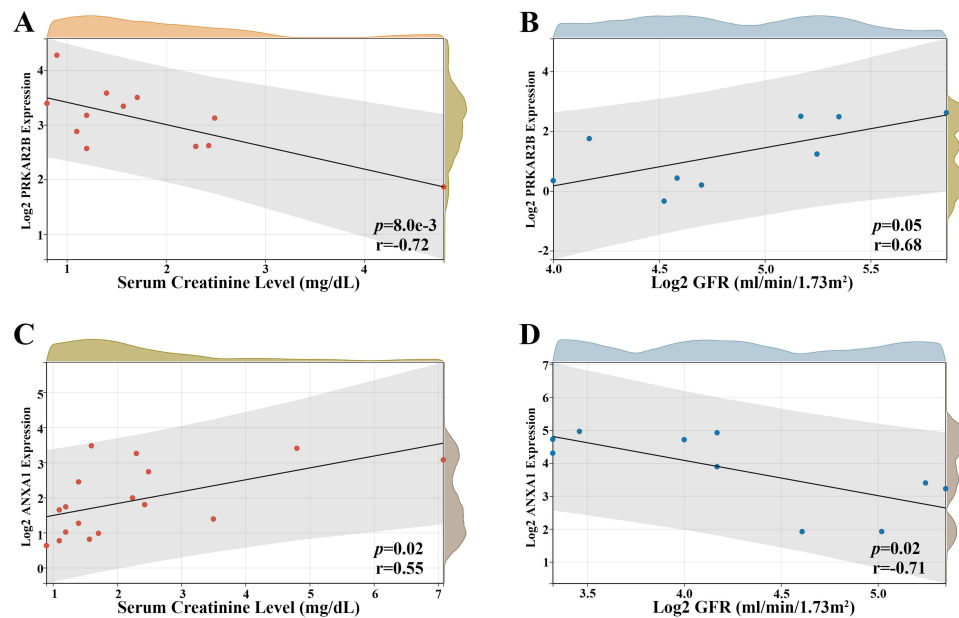 A
Log2 PRKAR2B Expression
4
3
2
1
p=8.0e-3
r=-0.72
1
2
3
4
Serum Creatinine Level (mg/dL)
B
Log2 PRKAR2B Expression
4
2
0
-2
p=0.05
r=0.68
4.0
4.5
5.0
5.5
Log2 GFR (ml/min/1.73m²)
C
Log2 ANXA1 Expression
5
4
3
2
1
0
p=0.02
r=0.55
1
2
3
4
5
6
7
Serum Creatinine Level (mg/dL)
D
Log2 ANXA1 Expression
7
6
5
4
3
2
1
p=0.02
r=-0.71
3.5
4.0
4.5
5.0
Log2 GFR (ml/min/1.73m²)